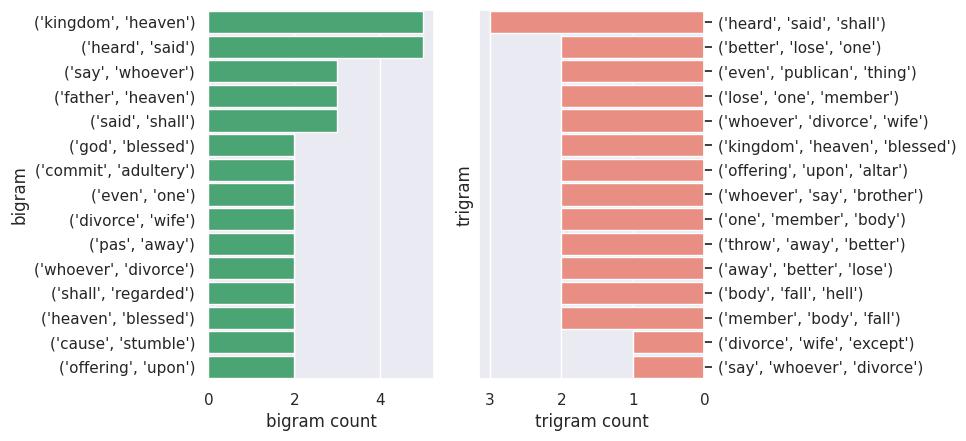 ('kingdom', 'heaven')
('heard', 'said')
('say', 'whoever')
('father', 'heaven')
('said', 'shall')
('god', 'blessed')
('commit', 'adultery')
('even', 'one')
('divorce', 'wife')
('pas', 'away')
('whoever', 'divorce')
('shall', 'regarded')
('heaven', 'blessed')
('cause', 'stumble')
('offering', 'upon')
bigram
0 2 4
bigram count
('heard', 'said', 'shall')
('better', 'lose', 'one')
('even', 'publican', 'thing')
('lose', 'one', 'member')
('whoever', 'divorce', 'wife')
('kingdom', 'heaven', 'blessed')
('offering', 'upon', 'altar')
('whoever', 'say', 'brother')
('one', 'member', 'body')
('throw', 'away', 'better')
('away', 'better', 'lose')
('body', 'fall', 'hell')
('member', 'body', 'fall')
('divorce', 'wife', 'except')
('say', 'whoever', 'divorce')
trigram
3 2 1 0
trigram count